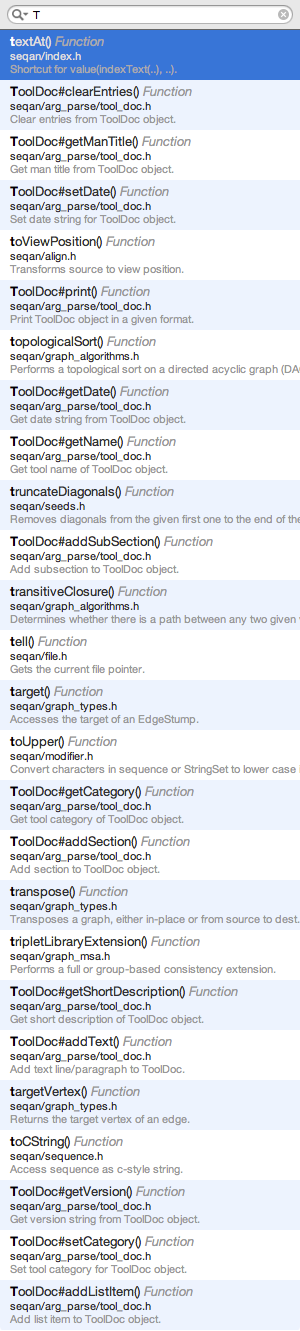 T
textAt() Function
seqan/index.h
Shortcut for value(indexText(..), ..).
ToolDoc#clearEntries() Function
seqan/arg_parse/tool_doc.h
Clear entries from ToolDoc object.
ToolDoc#getManTitle() Function
seqan/arg_parse/tool_doc.h
Get man title from ToolDoc object.
ToolDoc#setDate() Function
seqan/arg_parse/tool_doc.h
Set date string for ToolDoc object.
toViewPosition() Function
seqan/align.h
Transforms source to view position.
ToolDoc#print() Function
seqan/arg_parse/tool_doc.h
Print ToolDoc object in a given format.
topologicalSort() Function
seqan/graph_algorithms.h
Performs a topological sort on a directed acyclic graph (DAG
ToolDoc#getDate() Function
seqan/arg_parse/tool_doc.h
Get date string from ToolDoc object.
ToolDoc#getName() Function
seqan/arg_parse/tool_doc.h
Get tool name of ToolDoc object.
truncateDiagonals() Function
seqan/seeds.h
Removes diagonals from the given first one to the end of the
ToolDoc#addSubSection() Function
seqan/arg_parse/tool_doc.h
Add subsection to ToolDoc object.
transitiveClosure() Function
seqan/graph_algorithms.h
Determines whether there is a path between any two given
tell() Function
seqan/file.h
Gets the current file pointer.
target() Function
seqan/graph_types.h
Accesses the target of an EdgeStump.
toUpper() Function
seqan/modifier.h
Convert characters in sequence or StringSet to lower case
ToolDoc#getCategory() Function
seqan/arg_parse/tool_doc.h
Get tool category of ToolDoc object.
ToolDoc#addSection() Function
seqan/arg_parse/tool_doc.h
Add section to ToolDoc object.
transpose() Function
seqan/graph_types.h
Transposes a graph, either in-place or from source to dest.
tripletLibraryExtension() Function
seqan/graph_msa.h
Performs a full or group-based consistency extension.
ToolDoc#getShortDescription() Function
seqan/arg_parse/tool_doc.h
Get short description of ToolDoc object.
ToolDoc#addText() Function
seqan/arg_parse/tool_doc.h
Add text line/paragraph to ToolDoc.
targetVertex() Function
seqan/graph_types.h
Returns the target vertex of an edge.
toCString() Function
seqan/sequence.h
Access sequence as c-style string.
ToolDoc#getVersion() Function
seqan/arg_parse/tool_doc.h
Get version string from ToolDoc object.
ToolDoc#setCategory() Function
seqan/arg_parse/tool_doc.h
Set tool category for ToolDoc object.
ToolDoc#addListItem() Function
seqan/arg_parse/tool_doc.h
Add list item to ToolDoc object.